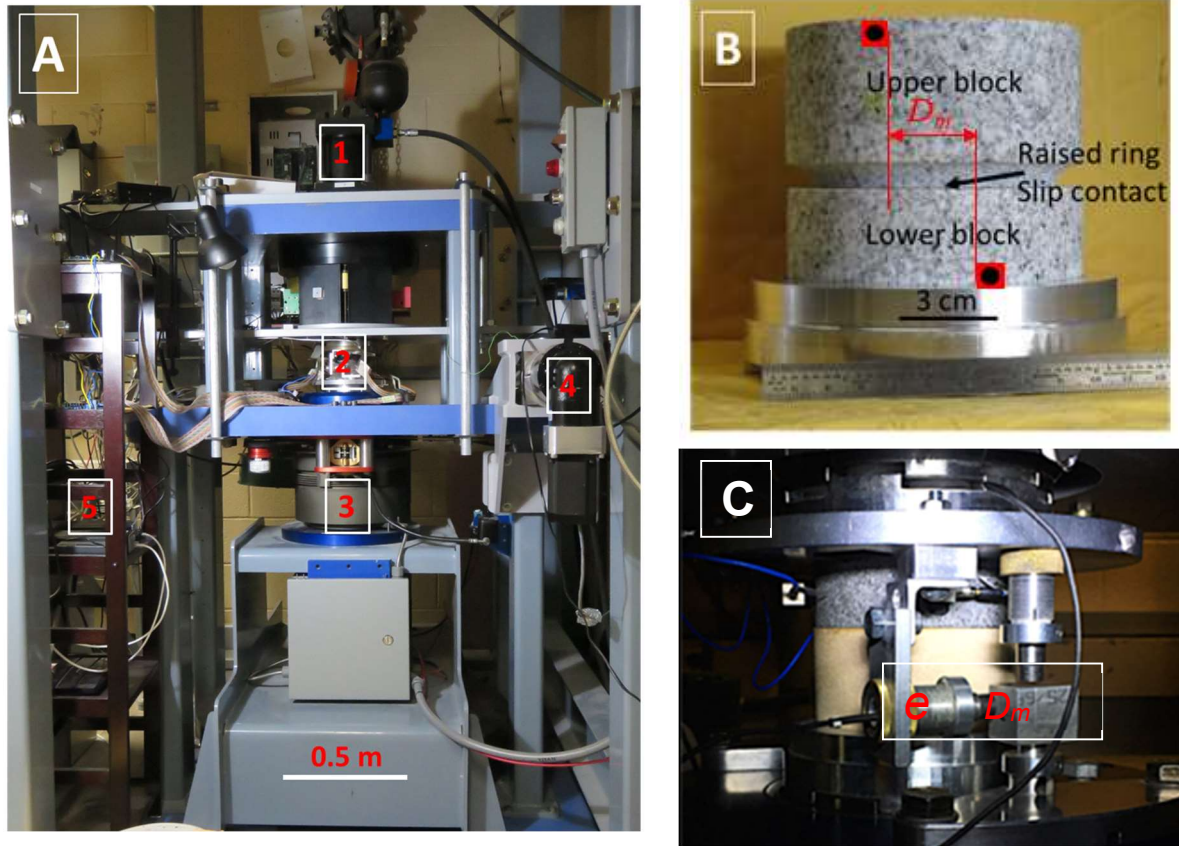 A
1
2
3
4
5
0.5 m
B
Upper block
Dm
Raised ring
Slip contact
Lower block
3 cm
C
e Dm